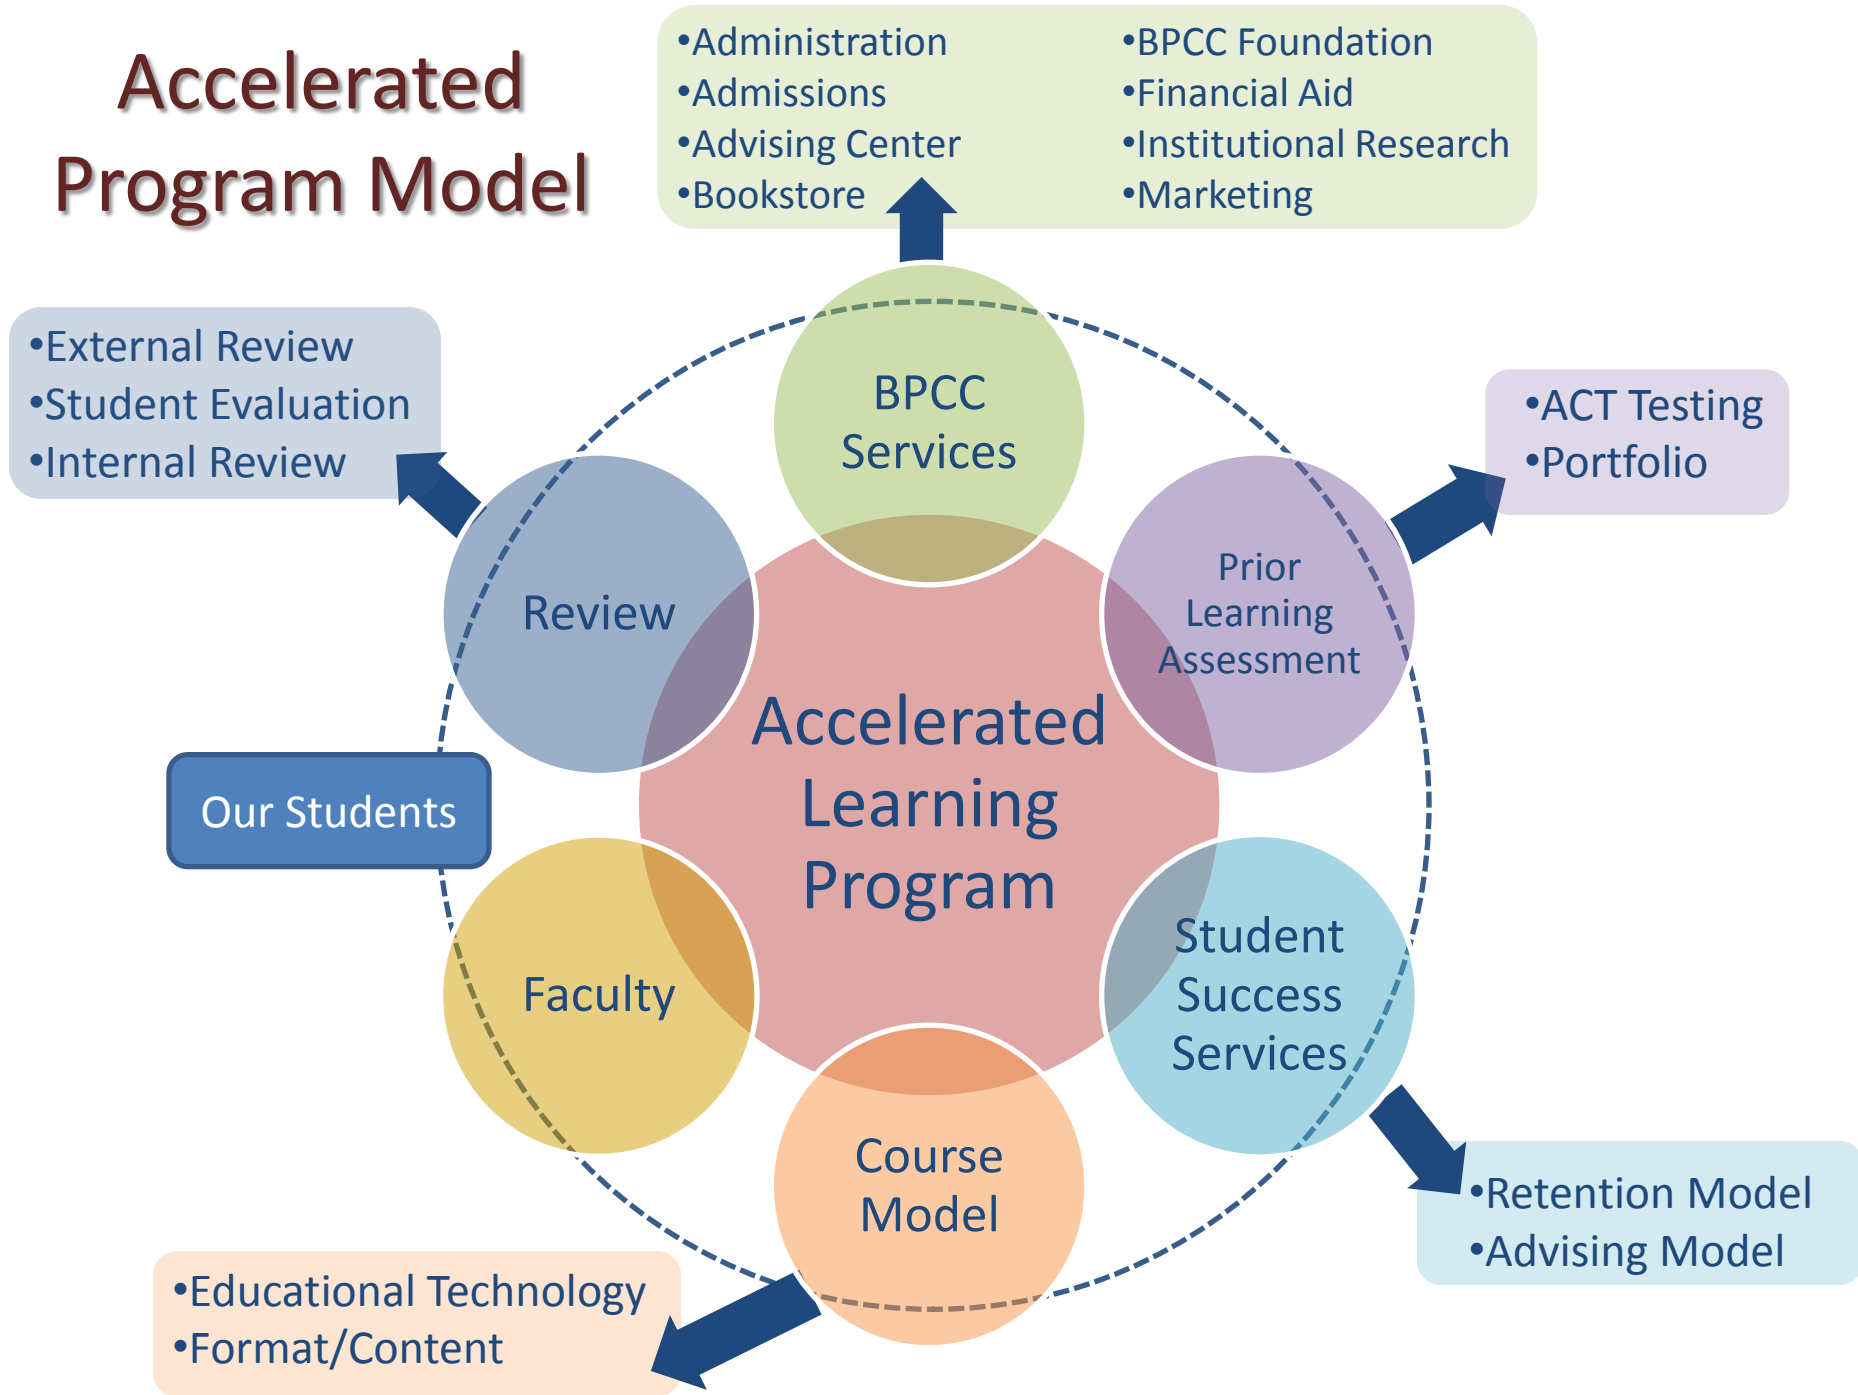 Accelerated
Program Model
•Administration
•Admissions
•Advising Center
•Bookstore
•BPCC Foundation
•Financial Aid
•Institutional Research
•Marketing
•External Review
•Student Evaluation
•Internal Review
BPCC
Services
•ACT Testing
•Portfolio
Review
Prior
Learning
Assessment
Accelerated
Learning
Program
Our Students
Faculty
Student
Success
Services
Course
Model
•Retention Model
•Advising Model
•Educational Technology
•Format/Content